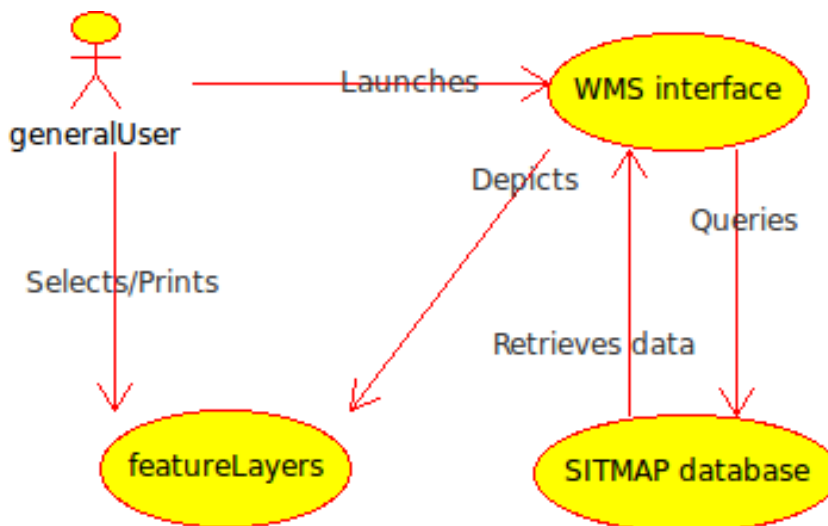 Launches
WMS interface
generalUser
Depicts
Queries
Selects/Prints
Retrieves data
featureLayers
SITMAP database